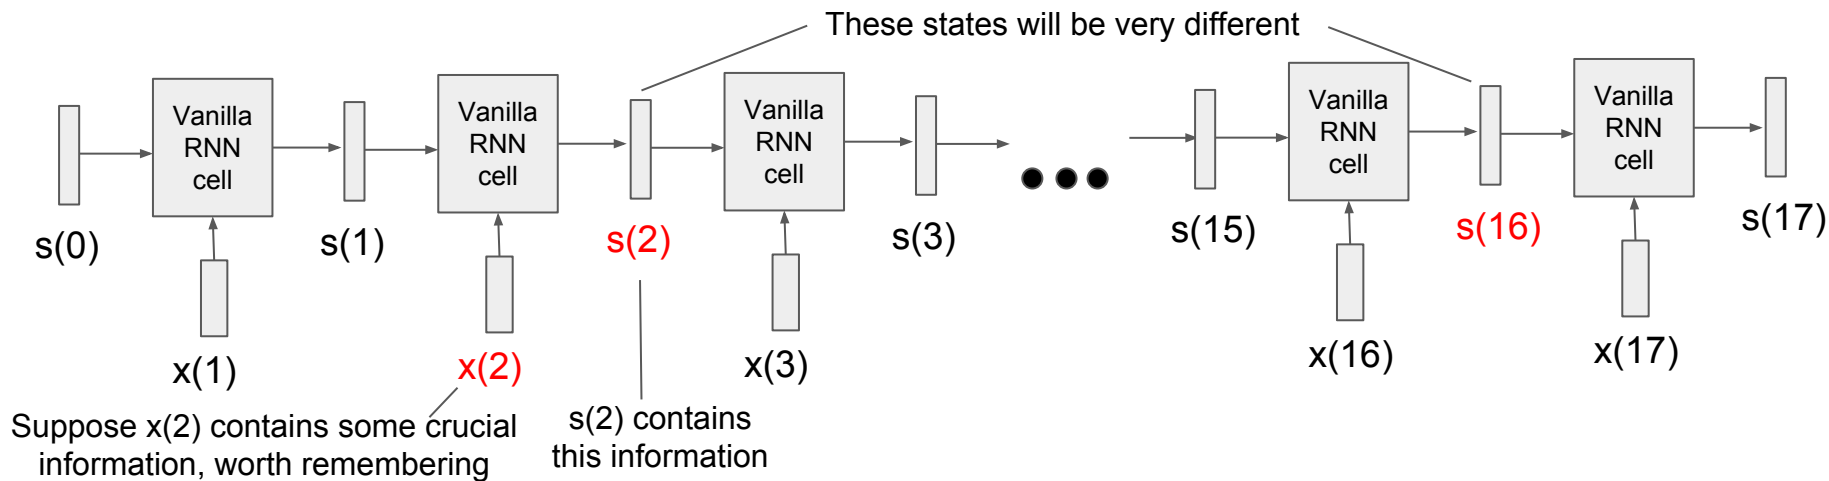 These states will be very different
Vanilla
RNN
cell
Vanilla
RNN
cell
Vanilla
RNN
cell
Vanilla
RNN
cell
Vanilla
RNN
cell
s(0)
s(1)
s(2)
s(3)
s(15)
s(16)
s(17)
x(1)
x(2)
x(3)
x(16)
x(17)
Suppose x(2) contains some crucial
information, worth remembering
s(2) contains
this information